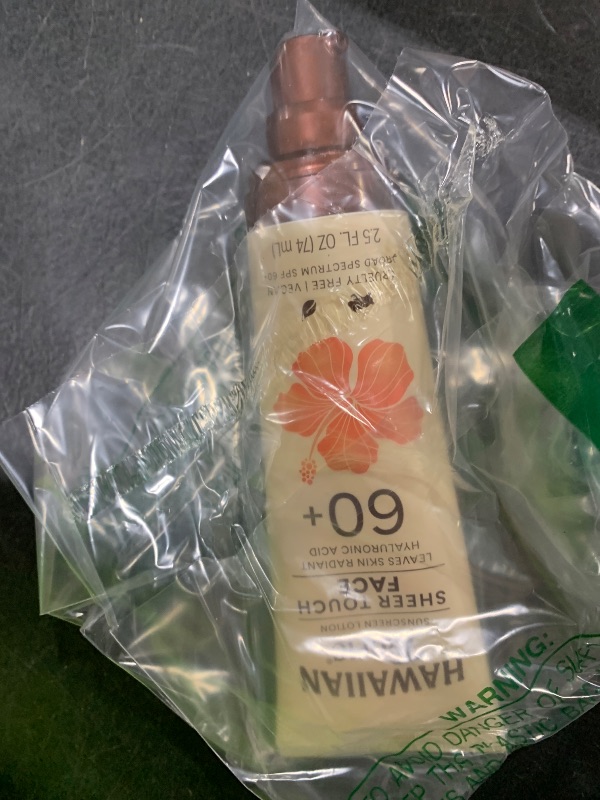 HAWAIIAN
SUNSCREEN LOTION
SHEER TOUCH
FACE
LEAVES SKIN RADIANT
HYALURONIC ACID
60+
CRUELTY FREE | VEGAN
BROAD SPECTRUM SPF 60+
2.5 FL. OZ (74 mL)
WARNING:
TO AVOID DANGER OF